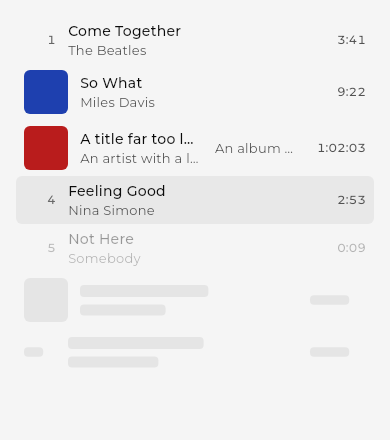 1
Come Together
The Beatles
3:41
So What
Miles Davis
9:22
A title far too l...
An artist with a l...
An album ...
1:02:03
4
Feeling Good
Nina Simone
2:53
5
Not Here
Somebody
0:09